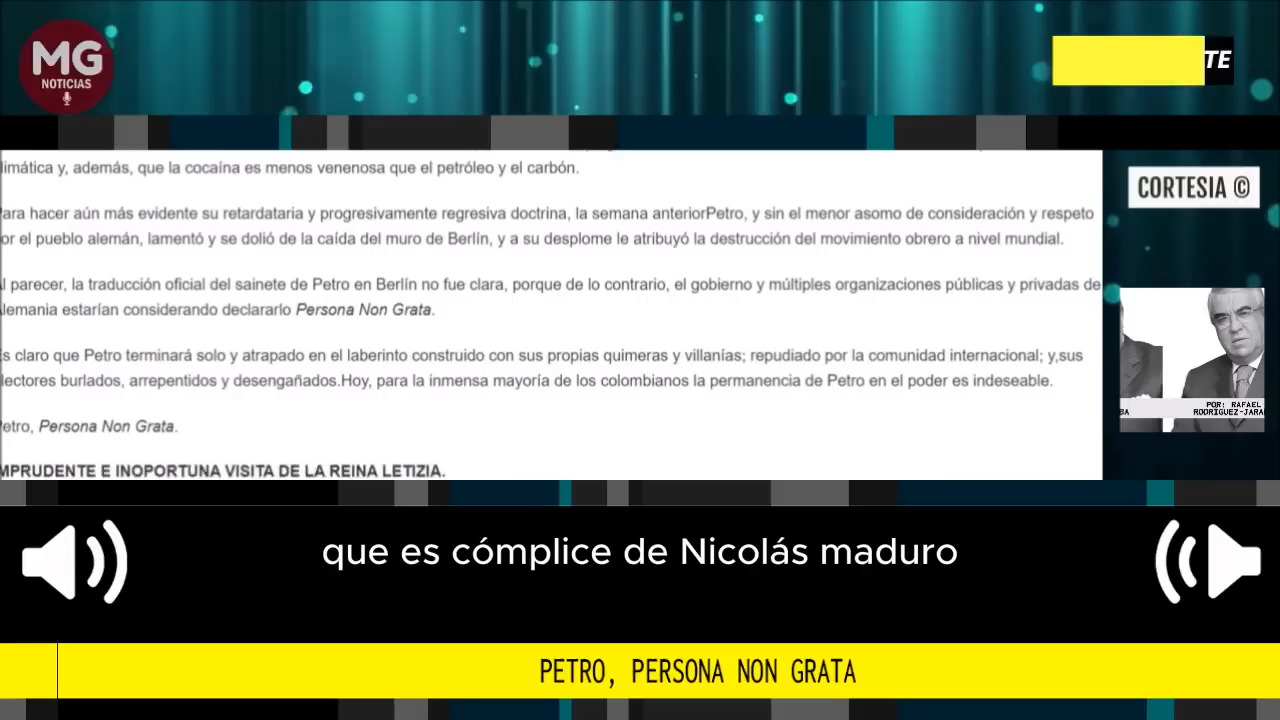 MG
NOTICIAS
TE
limática y, además, que la cocaína es menos venenosa que el petróleo y el carbón.
Para hacer aún más evidente su retardataria y progresivamente regresiva doctrina, la semana anteriorPetro, y sin el menor asomo de consideración y respeto
or el pueblo alemán, lamentó y se dolió de la caída del muro de Berlín, y a su desplome le atribuyó la destrucción del movimiento obrero a nivel mundial.
Al parecer, la traducción oficial del sainete de Petro en Berlín no fue clara, porque de lo contrario, el gobierno y múltiples organizaciones públicas y privadas de
Alemania estarían considerando declararlo Persona Non Grata.
Es claro que Petro terminará solo y atrapado en el laberinto construido con sus propias quimeras y villanías; repudiado por la comunidad internacional; y,sus
lectores burlados, arrepentidos y desengañados.Hoy, para la inmensa mayoría de los colombianos la permanencia de Petro en el poder es indeseable.
Petro, Persona Non Grata.
MPRUDENTE E INOPORTUNA VISITA DE LA REINA LETIZIA.
CORTESIA ©
BA
POR: RAFAEL
RODRÍGUEZ-JARA
que es cómplice de Nicolás maduro
PETRO, PERSONA NON GRATA